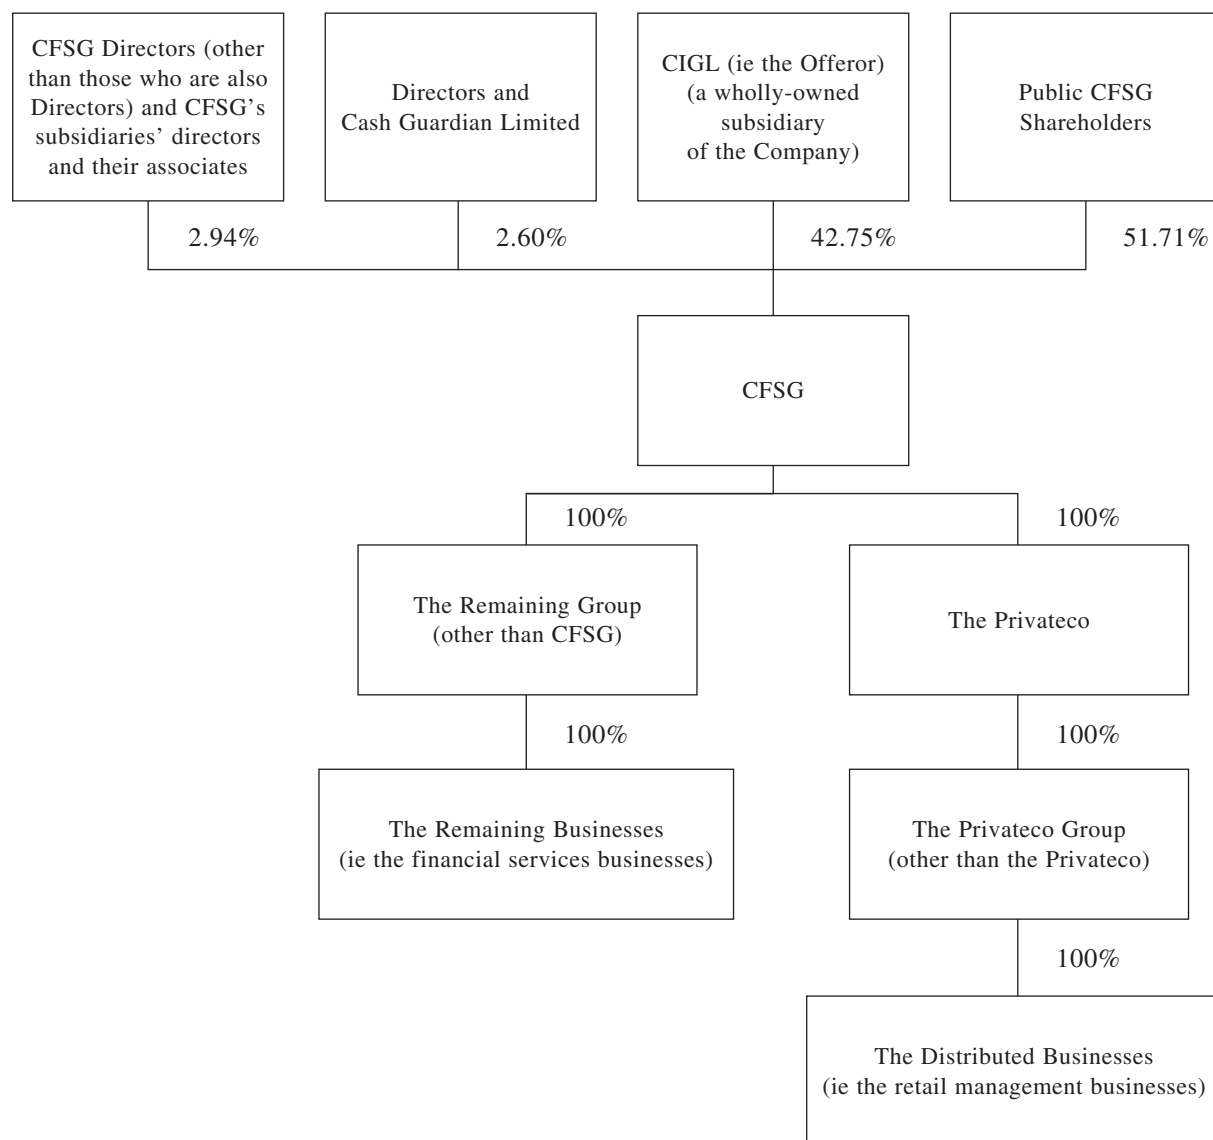 CFSG Directors (other
than those who are also
Directors) and CFSG’s
subsidiaries’ directors
and their associates
Directors and
Cash Guardian Limited
CIGL (ie the Offeror)
(a wholly-owned
subsidiary
of the Company)
Public CFSG
Shareholders
2.94%
2.60%
42.75%
51.71%
CFSG
100%
100%
The Remaining Group
(other than CFSG)
The Privateco
100%
100%
The Remaining Businesses
(ie the financial services businesses)
The Privateco Group
(other than the Privateco)
100%
The Distributed Businesses
(ie the retail management businesses)